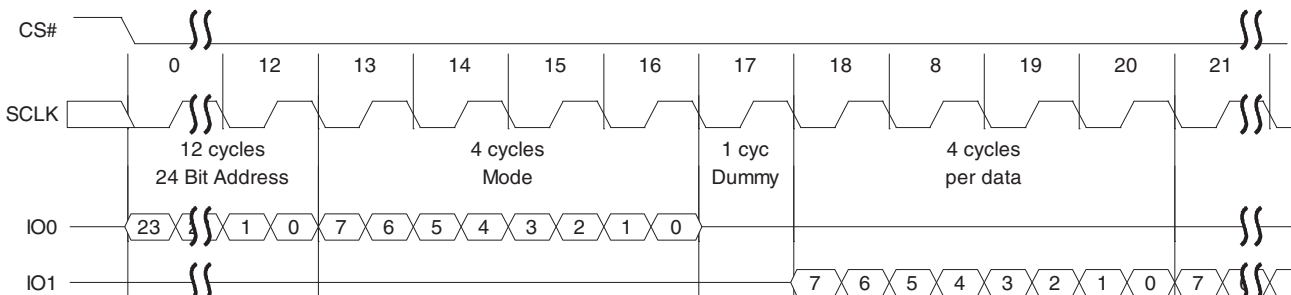 CS#
0 12 13 14 15 16 17 18 8 19 20 21
SCLK
12 cycles 4 cycles 1 cyc 4 cycles
24 Bit Address Mode Dummy per data
IO0 23 1 0 7 6 5 4 3 2 1 0
IO1 7 6 5 4 3 2 1 0 7